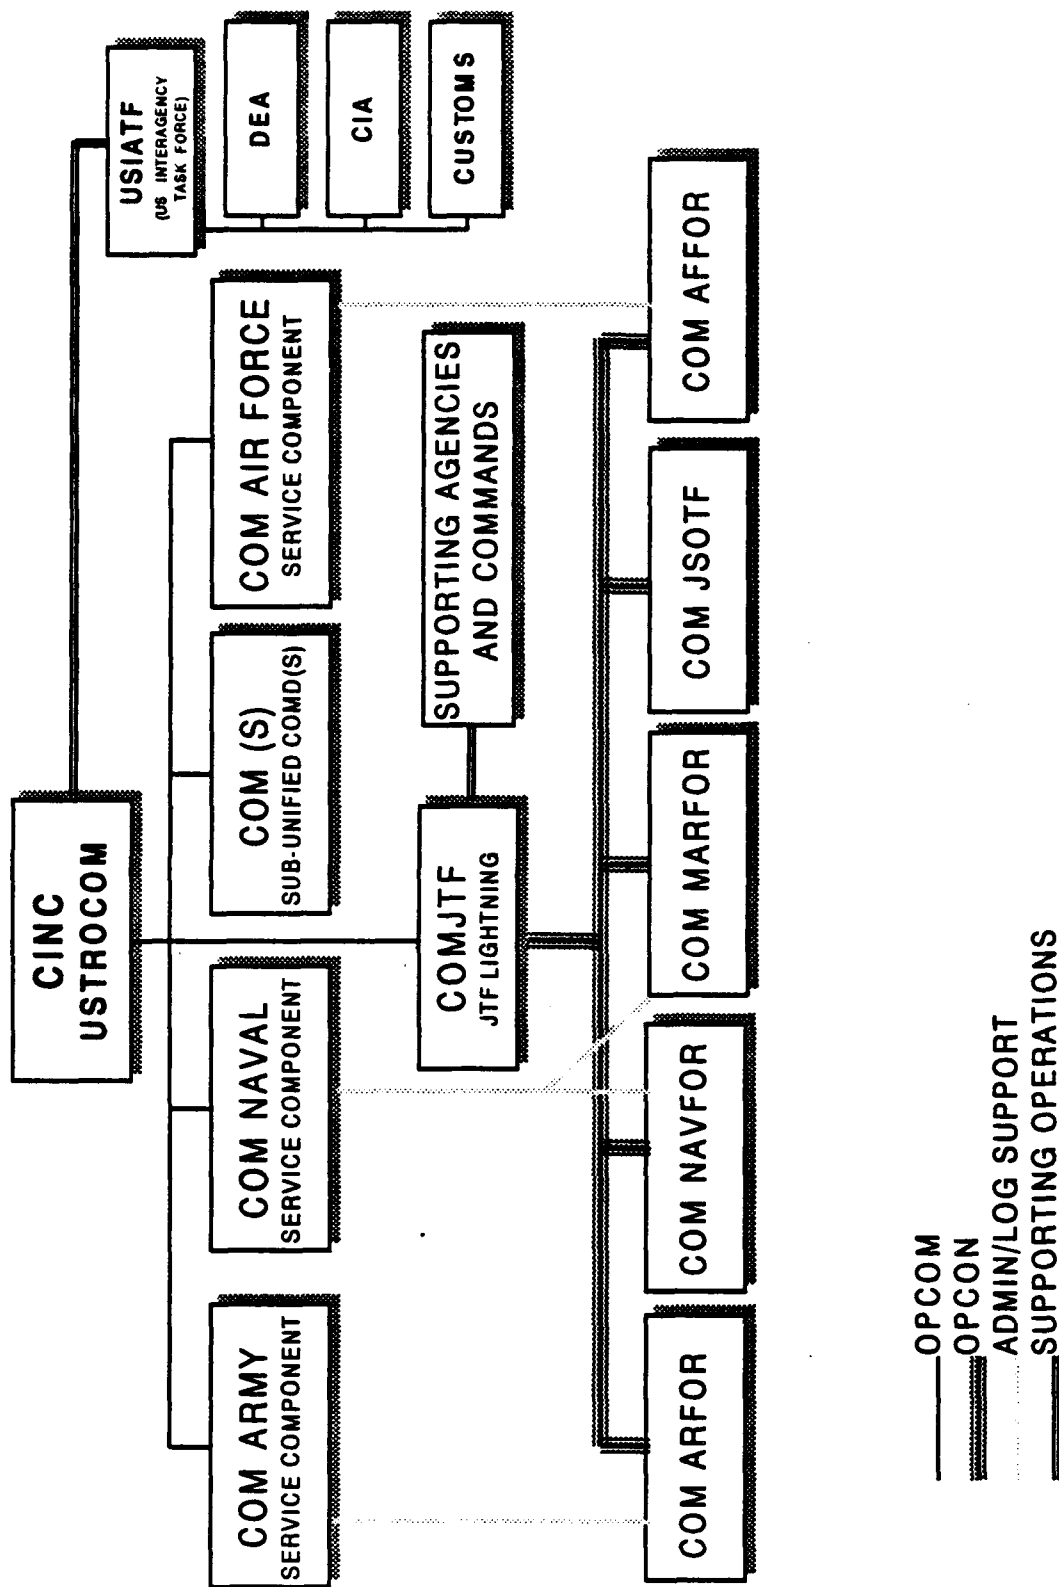 CINC
USTROCOM
USIATF
(US INTERAGENCY
TASK FORCE)
DEA
CIA
CUSTOMS
COM ARMY
SERVICE COMPONENT
COM NAVAL
SERVICE COMPONENT
COM (S)
SUB-UNIFIED COMD(S)
COM AIR FORCE
SERVICE COMPONENT
COMJTF
JTF LIGHTNING
SUPPORTING AGENCIES
AND COMMANDS
COM ARFOR
COM NAVFOR
COM MARFOR
COM JSOTF
COM AFFOR
OPCOM
OPCON
ADMIN/LOG SUPPORT
SUPPORTING OPERATIONS